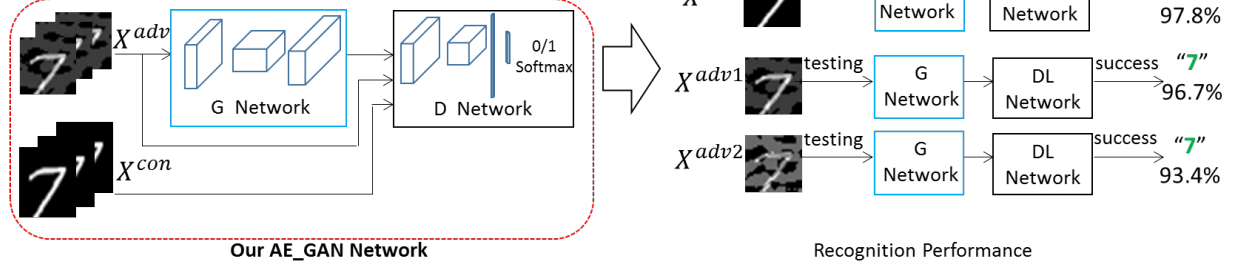 X^adv
G Network
0/1
Softmax
D Network
X^con
Our AE_GAN Network
X
Network
Network
97.8%
X^adv1
testing
G
Network
DL
Network
success
“7”
96.7%
X^adv2
testing
G
Network
DL
Network
success
“7”
93.4%
Recognition Performance